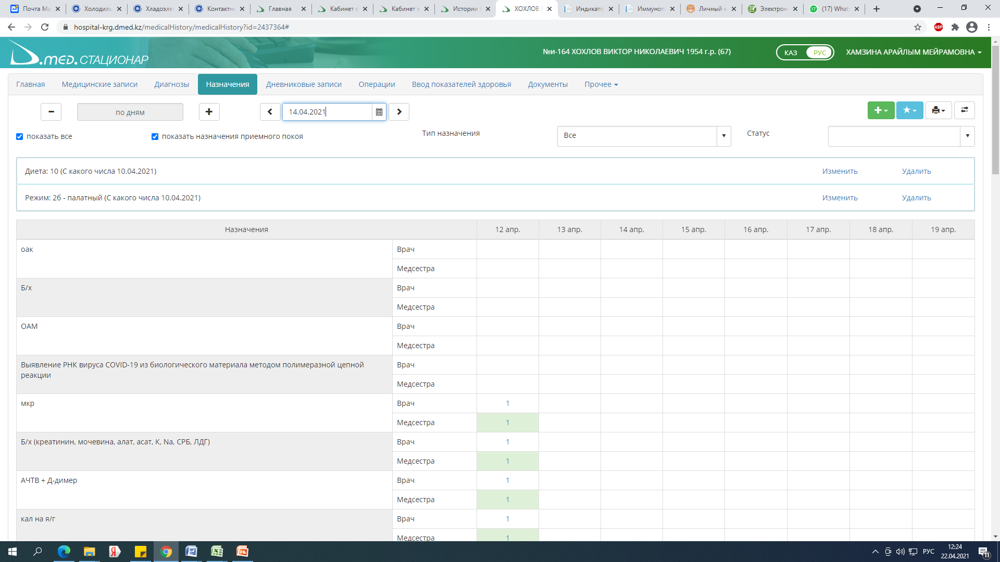 Почта Ма
Холодиль
Хладоэле
Контактн
Главная
Кабинет в
Кабинет в
Истории
ХОХЛОВ
Индикато
Иммуноп
Личный к
Электрон
(17) What
hospital-krg.dmed.kz/medicalHistory/medicalHistory?id=2437364#
ABP
.MED. СТАЦИОНАР
№и-164 ХОХЛОВ ВИКТОР НИКОЛАЕВИЧ 1954 г.р. (67)
КАЗ РУС
ХАМЗИНА АРАЙЛЫМ МЕЙРАМОВНА
Главная Медицинские записи Диагнозы Назначения Дневниковые записи Операции Ввод показателей здоровья Документы Прочее
по дням
14.04.2021
показать все
показать назначения приемного покоя
Тип назначения
Все
Статус
Диета: 10 (С какого числа 10.04.2021) Изменить Удалить
Режим: 2б - палатный (С какого числа 10.04.2021) Изменить Удалить
Назначения 12 апр. 13 апр. 14 апр. 15 апр. 16 апр. 17 апр. 18 апр. 19 апр.
оак Врач
Медсестра
Б/х Врач
Медсестра
ОАМ Врач
Медсестра
Выявление РНК вируса COVID-19 из биологического материала методом полимеразной цепной
реакции
Врач
Медсестра
мкр Врач 1
Медсестра 1
Б/х (креатинин, мочевина, алат, асат, К, Na, СРБ, ЛДГ) Врач 1
Медсестра 1
АЧТВ + Д-димер Врач 1
Медсестра 1
кал на я/г Врач 1
Медсестра 1
РУС
12:24
22.04.2021
11